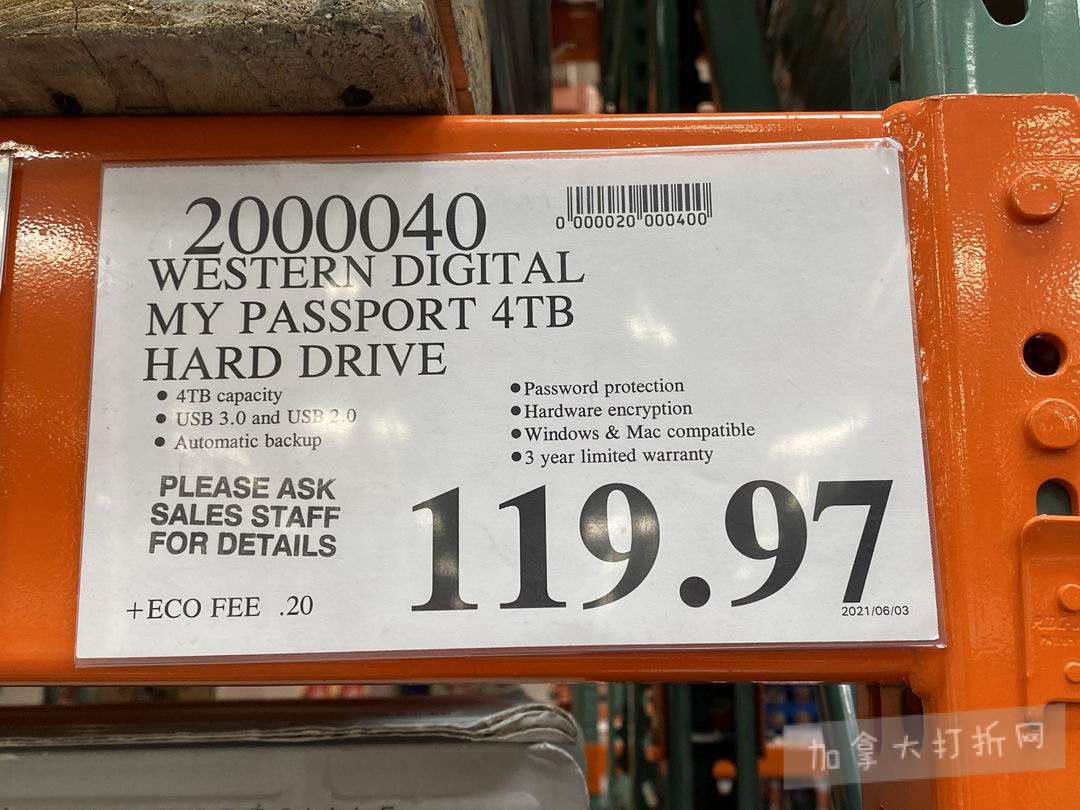 2000040
0 000020 000400
WESTERN DIGITAL
MY PASSPORT 4TB
HARD DRIVE
● 4TB capacity
● USB 3.0 and USB 2.0
● Automatic backup
●Password protection
●Hardware encryption
●Windows & Mac compatible
●3 year limited warranty
PLEASE ASK
SALES STAFF
FOR DETAILS
119.97
+ECO FEE .20
2021/06/03
加拿大打折网